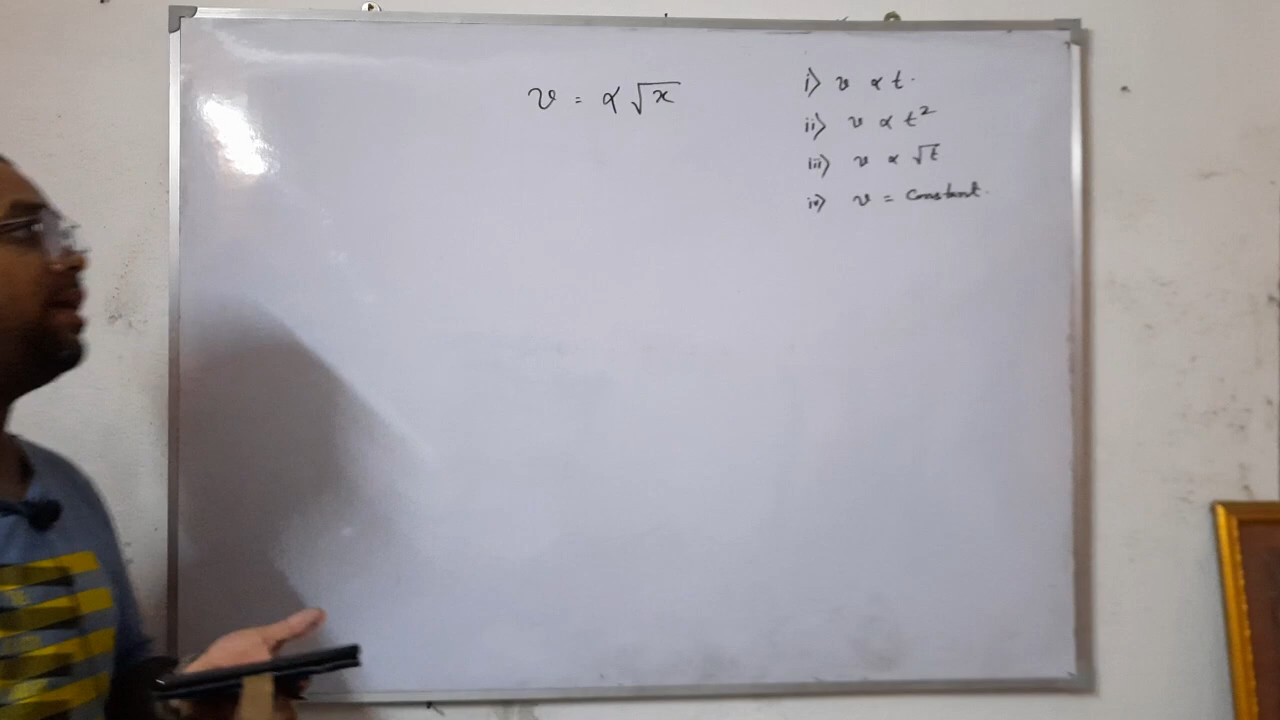 v = α √x
i) v ∝ t.
ii) v ∝ t²
iii) v ∝ √t
iv) v = Constant.